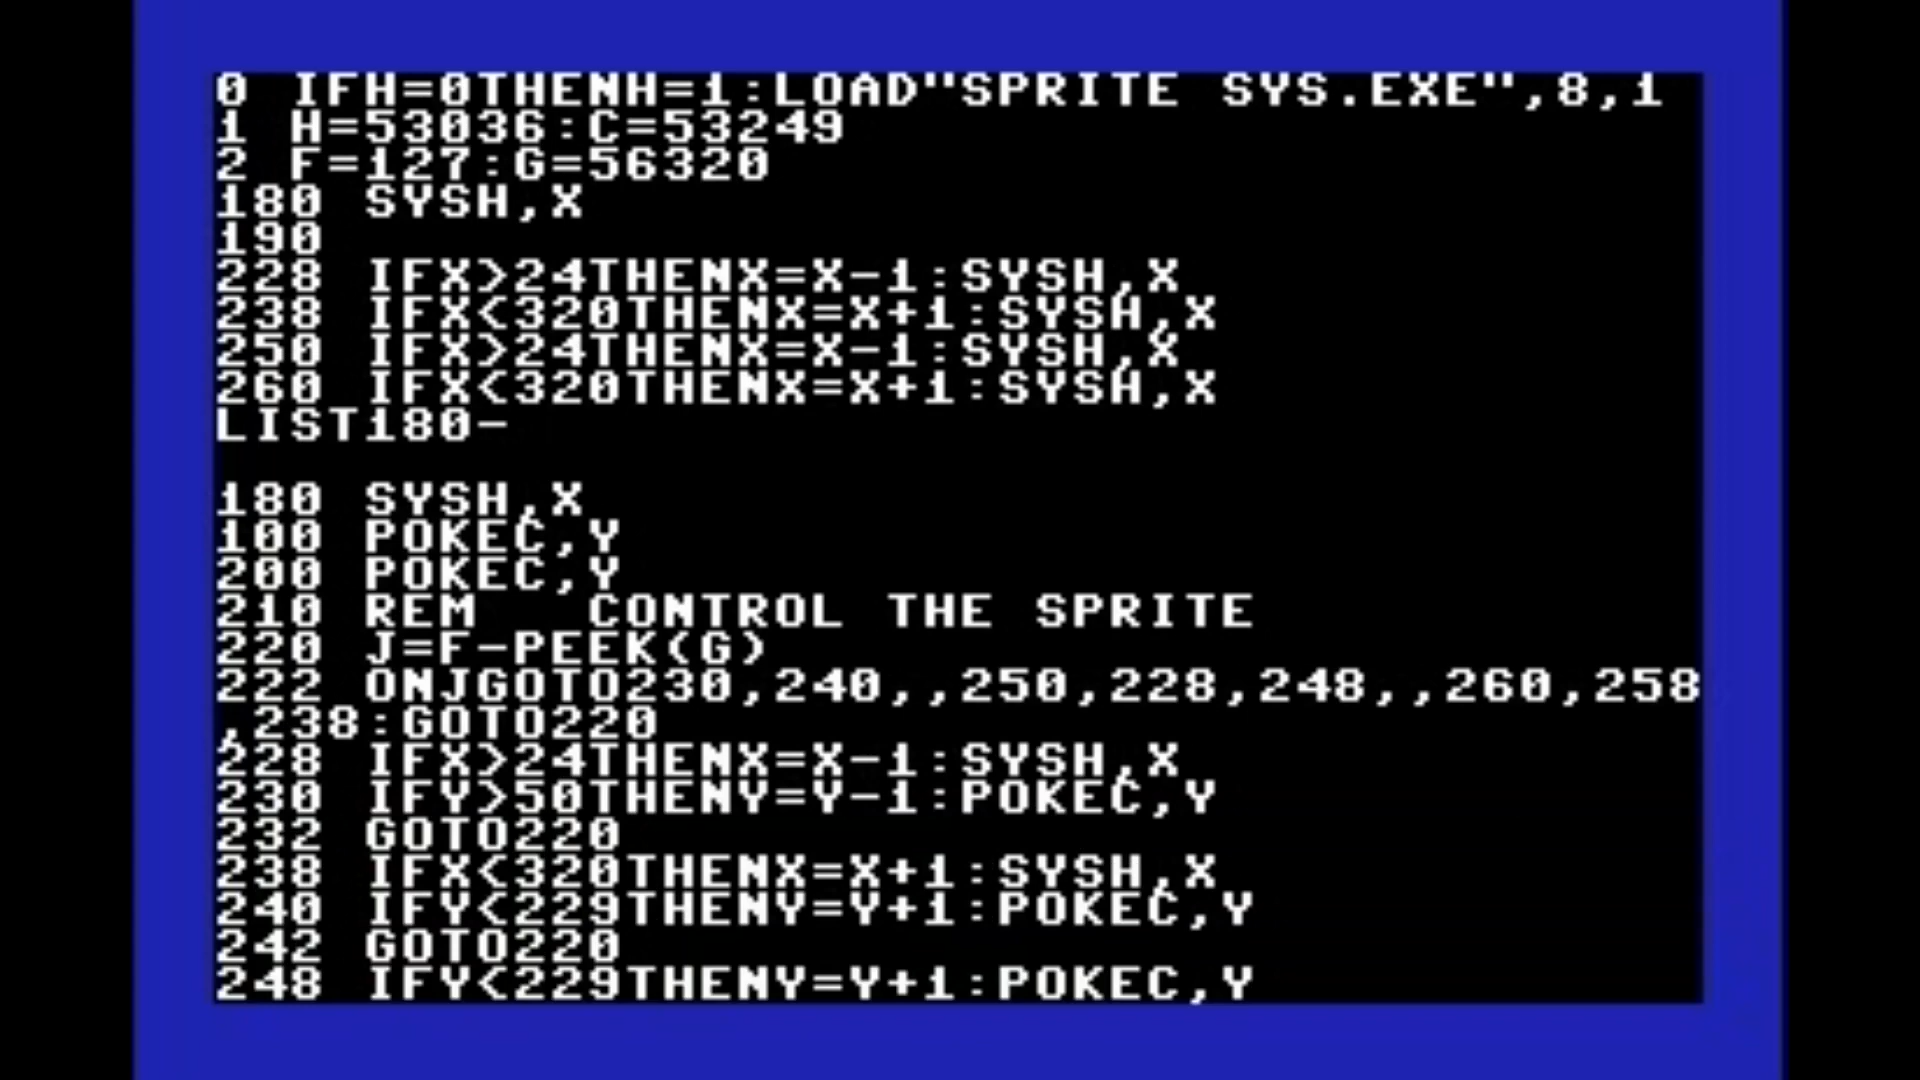 0 IFH=0THENH=1:LOAD"SPRITE SYS.EXE",8,1
1 H=53036:C=53249
2 F=127:G=56320
180 SYSH,X
190
228 IFX>24THENX=X-1:SYSH,X
238 IFX<320THENX=X+1:SYSH,X
250 IFX>24THENX=X-1:SYSH,X
260 IFX<320THENX=X+1:SYSH,X
LIST180-
180 SYSH,X
100 POKEC,Y
200 POKEC,Y
210 REM   CONTROL THE SPRITE
220 J=F-PEEK(G)
222 ONJGOTO230,240,,250,228,248,,260,258
,238:GOTO220
228 IFX>24THENX=X-1:SYSH,X
230 IFY>50THENY=Y-1:POKEC,Y
232 GOTO220
238 IFX<320THENX=X+1:SYSH,X
240 IFY<229THENY=Y+1:POKEC,Y
242 GOTO220
248 IFY<229THENY=Y+1:POKEC,Y